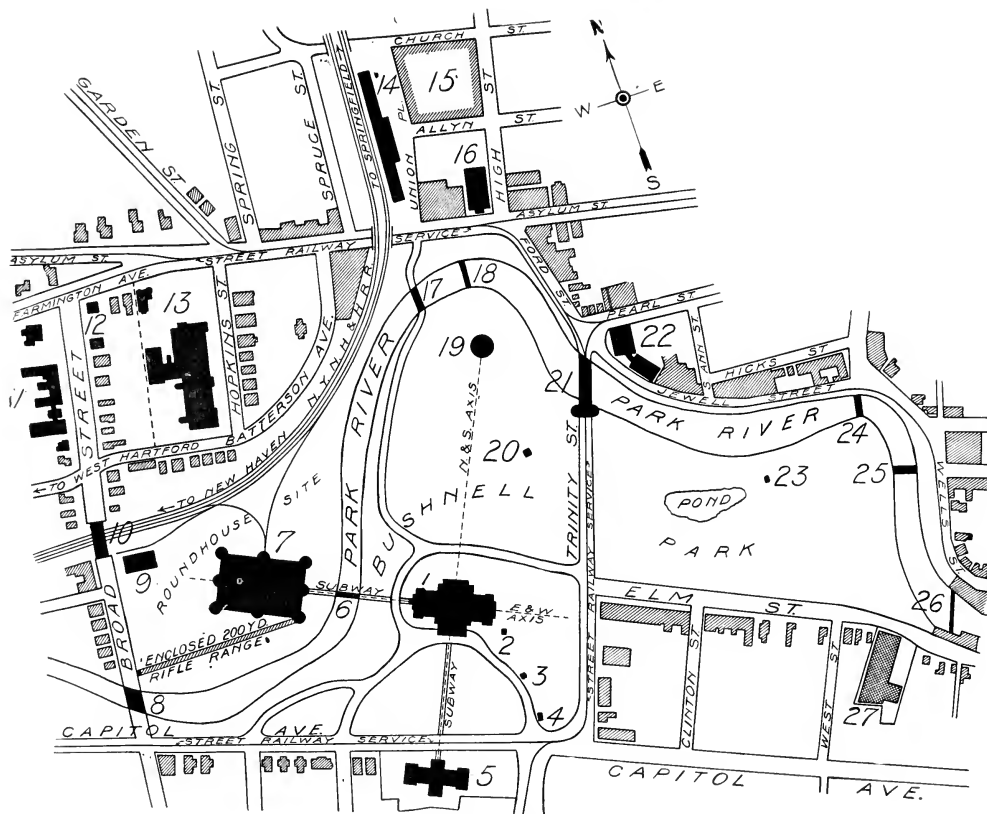 CHURCH ST.
N
W E
S
GARDEN ST.
SPRING ST.
SPRUCE ST.
TO SPRINGFIELD →
14
PL.
15
HIGH ST.
ALLYN ST.
UNION
16
ASYLUM ST.
ASYLUM ST.
STREET RAILWAY SERVICE
FORD ST.
FARMINGTON AVE.
17
18
PEARL ST.
12
13
HOPKINS ST.
BATTERSON AVE.
N.Y. N.H. & H.R.R.
19
22
ANN ST.
HICKS ST.
JEWELL STREET
21
STREET
PARK RIVER
N & S. AXIS
PARK RIVER
24
← TO WEST HARTFORD
20
TRINITY ST.
25
WELLS ST.
23
POND
← TO NEW HAVEN
SITE
BUSHNELL
PARK
10
ROUNDHOUSE
7
9
1
SUBWAY
6
E & W AXIS
STREET RAILWAY SERVICE
ELM ST.
26
BROAD
ENCLOSED 200 YD.
RIFLE RANGE
2
3
SUBWAY
4
CLINTON ST.
WEST ST.
27
8
CAPITOL AVE.
STREET RAILWAY SERVICE
5
CAPITOL AVE.